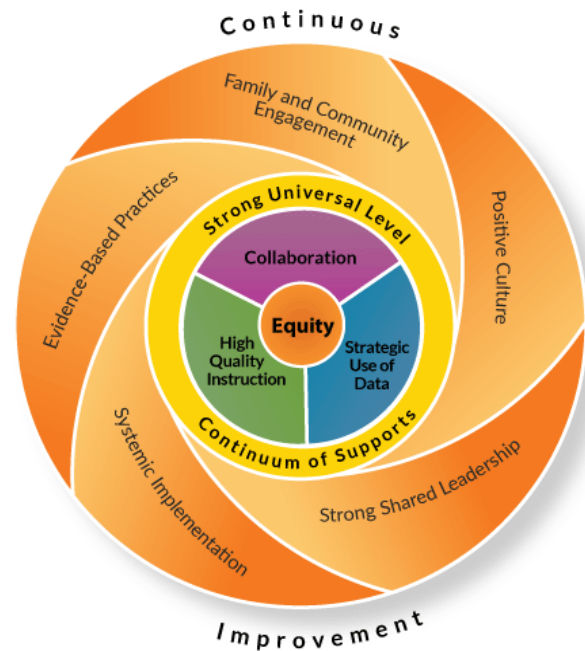 Continuous
Family and Community
Engagement
Positive Culture
Strong Shared Leadership
Systemic Implementation
Evidence-Based Practices
Strong Universal Level
Continuum of Supports
Collaboration
Equity
High
Quality
Instruction
Strategic
Use of
Data
Improvement